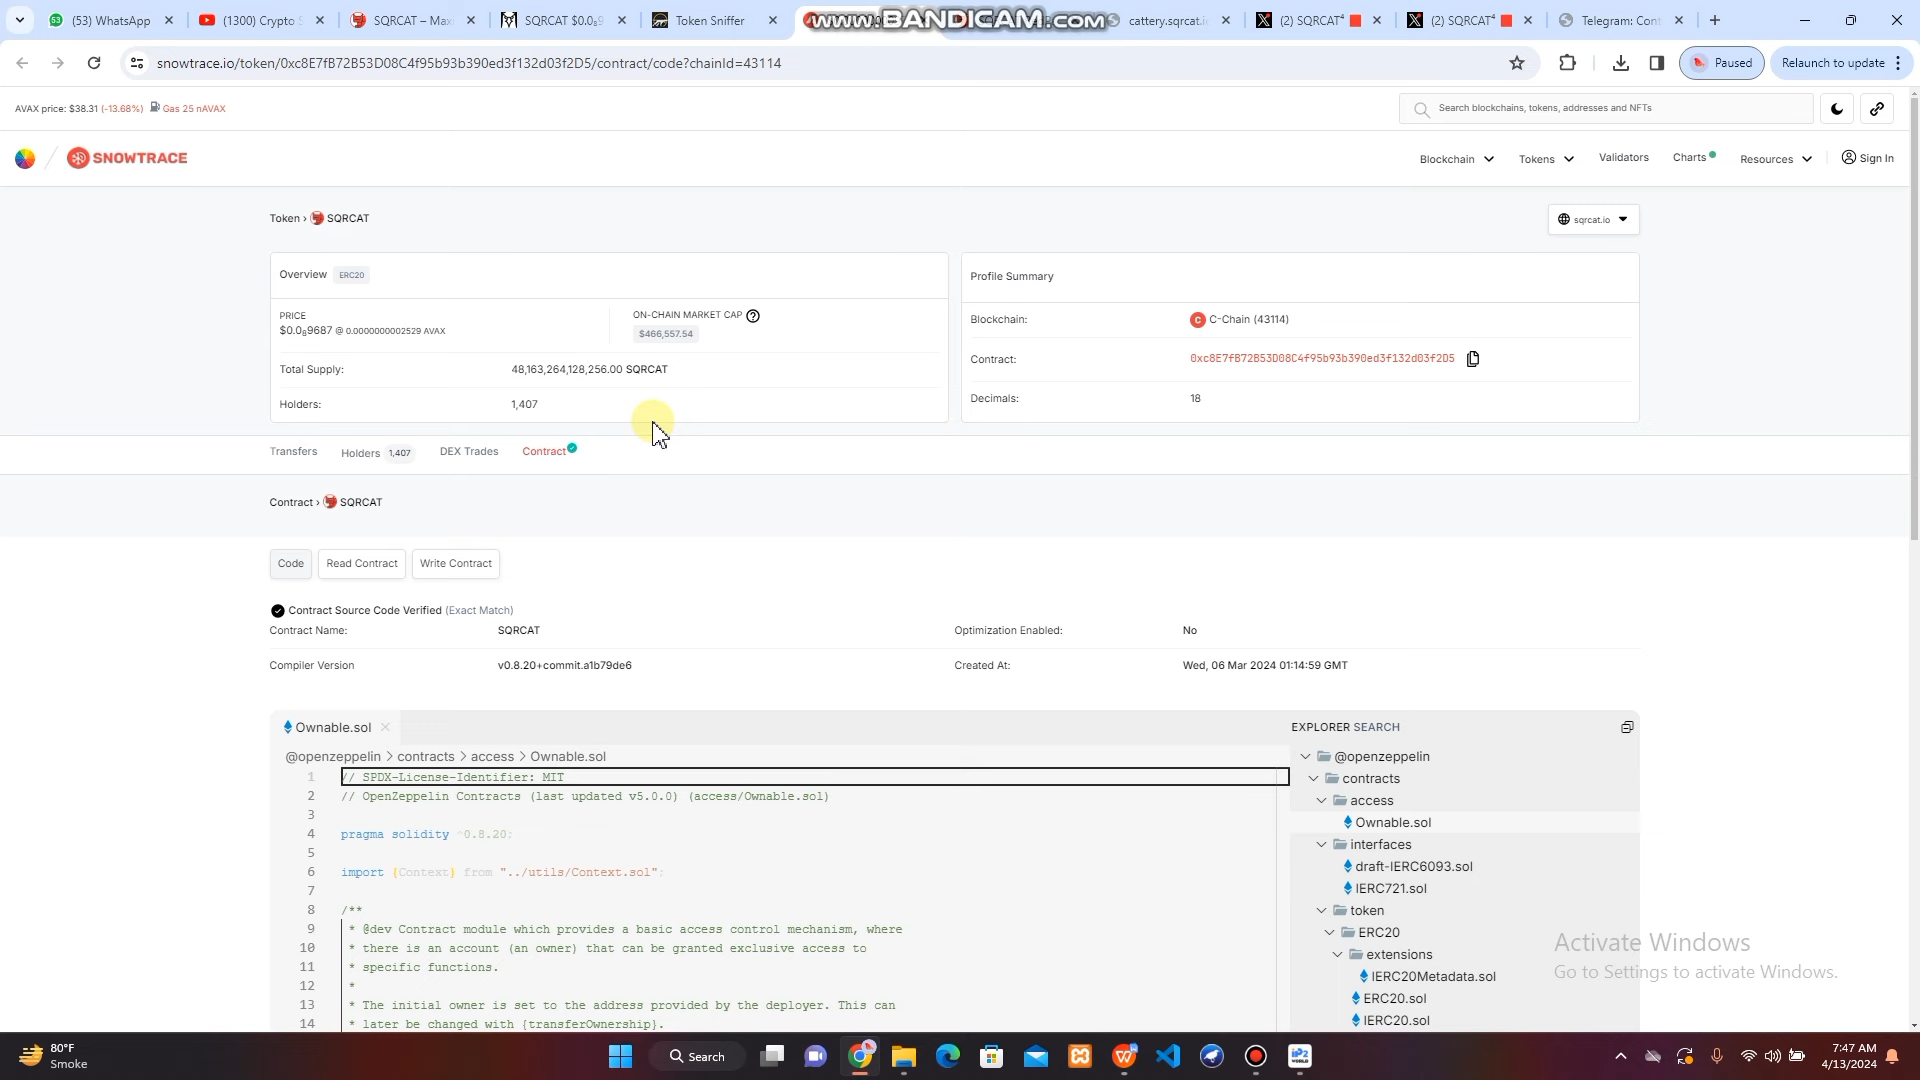 (53) WhatsApp
(1300) Crypto
SQRCAT – Max
SQRCAT $0.0₈9
Token Sniffer
www.BANDICAM.com
cattery.sqrcat.io
(2) SQRCAT
(2) SQRCAT
Telegram: Cont
snowtrace.io/token/0xc8E7fB72B53D08C4f95b93b390ed3f132d03f2D5/contract/code?chainId=43114
Paused
Relaunch to update
AVAX price: $38.31 (-13.68%) Gas 25 nAVAX
Search blockchains, tokens, addresses and NFTs
SNOWTRACE
Blockchain Tokens Validators Charts Resources Sign In
Token › SQRCAT
sqrcat.io
Overview ERC20
PRICE
$0.0₈9687 @ 0.0000000002529 AVAX
ON-CHAIN MARKET CAP
$466,557.54
Total Supply: 48,163,264,128,256.00 SQRCAT
Holders: 1,407
Profile Summary
Blockchain: C-Chain (43114)
Contract: 0xc8E7fB72B53D08C4f95b93b390ed3f132d03f2D5
Decimals: 18
Transfers Holders 1,407 DEX Trades Contract
Contract › SQRCAT
Code Read Contract Write Contract
Contract Source Code Verified (Exact Match)
Contract Name: SQRCAT Optimization Enabled: No
Compiler Version v0.8.20+commit.a1b79de6 Created At: Wed, 06 Mar 2024 01:14:59 GMT
Ownable.sol
@openzeppelin > contracts > access > Ownable.sol
1 // SPDX-License-Identifier: MIT
2 // OpenZeppelin Contracts (last updated v5.0.0) (access/Ownable.sol)
3
4 pragma solidity ^0.8.20;
5
6 import {Context} from "../utils/Context.sol";
7
8 /**
9 * @dev Contract module which provides a basic access control mechanism, where
10 * there is an account (an owner) that can be granted exclusive access to
11 * specific functions.
12 *
13 * The initial owner is set to the address provided by the deployer. This can
14 * later be changed with {transferOwnership}.
EXPLORER SEARCH
@openzeppelin
contracts
access
Ownable.sol
interfaces
draft-IERC6093.sol
IERC721.sol
token
ERC20
extensions
IERC20Metadata.sol
ERC20.sol
IERC20.sol
Activate Windows
Go to Settings to activate Windows.
80°F
Smoke
Search
7:47 AM
4/13/2024